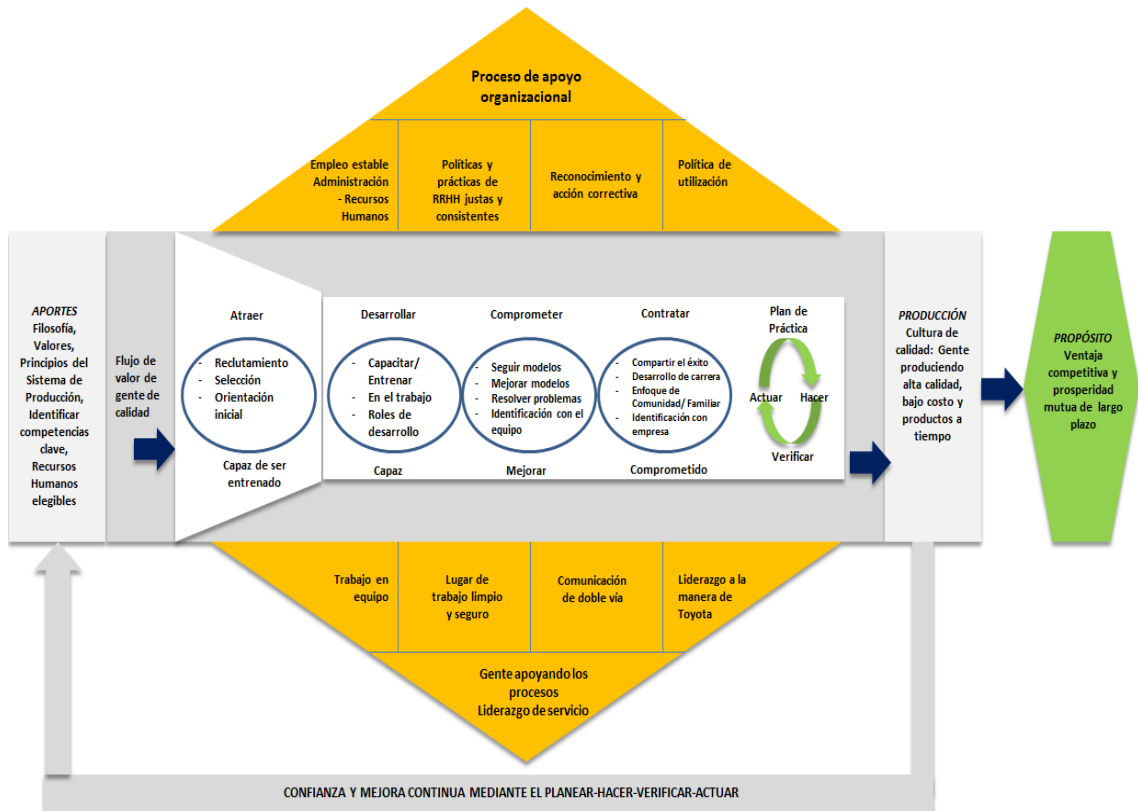 Proceso de apoyo
organizacional
Empleo estable
Administración
- Recursos
Humanos
Políticas y
prácticas de
RRHH justas y
consistentes
Reconocimiento y
acción correctiva
Política de
utilización
APORTES
Filosofía,
Valores,
Principios del
Sistema de
Producción,
Identificar
competencias
clave,
Recursos
Humanos
elegibles
Flujo de
valor de
gente de
calidad
Atraer
- Reclutamiento
- Selección
- Orientación
inicial
Capaz de ser
entrenado
Desarrollar
- Capacitar/
Entrenar
- En el trabajo
- Roles de
desarrollo
Capaz
Comprometer
- Seguir modelos
- Mejorar modelos
- Resolver problemas
- Identificación con el
equipo
Mejorar
Contratar
- Compartir el éxito
- Desarrollo de carrera
- Enfoque de
Comunidad/ Familiar
- Identificación con
empresa
Comprometido
Plan de
Práctica
Actuar Hacer
Verificar
PRODUCCIÓN
Cultura de
calidad: Gente
produciendo
alta calidad,
bajo costo y
productos a
tiempo
PROPÓSITO
Ventaja
competitiva y
prosperidad
mutua de largo
plazo
Trabajo en
equipo
Lugar de
trabajo limpio
y seguro
Comunicación
de doble vía
Liderazgo a la
manera de
Toyota
Gente apoyando los
procesos
Liderazgo de servicio
CONFIANZA Y MEJORA CONTINUA MEDIANTE EL PLANEAR-HACER-VERIFICAR-ACTUAR